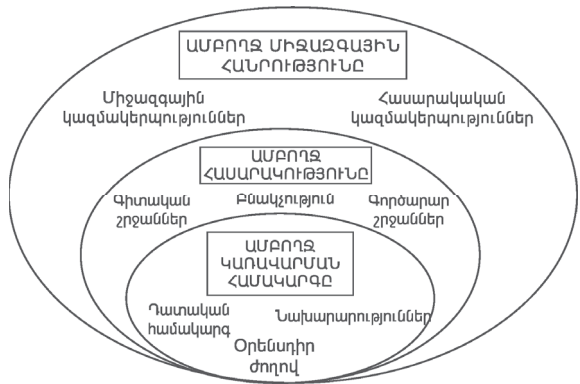 ԱՄԲՈՂՋ ՄԻՋԱԶԳԱՅԻՆ
ՀԱՆՐՈՒԹՅՈՒՆԸ
Միջազգային
կազմակերպություններ
Հասարակական
կազմակերպություններ
ԱՄԲՈՂՋ
ՀԱՍԱՐԱԿՈՒԹՅՈՒՆԸ
Գիտական
շրջաններ
Բնակչություն
Գործարար
շրջաններ
ԱՄԲՈՂՋ
ԿԱՌԱՎԱՐՄԱՆ
ՀԱՄԱԿԱՐԳԸ
Դատական
համակարգ
Նախարարություններ
Օրենսդիր
ժողով